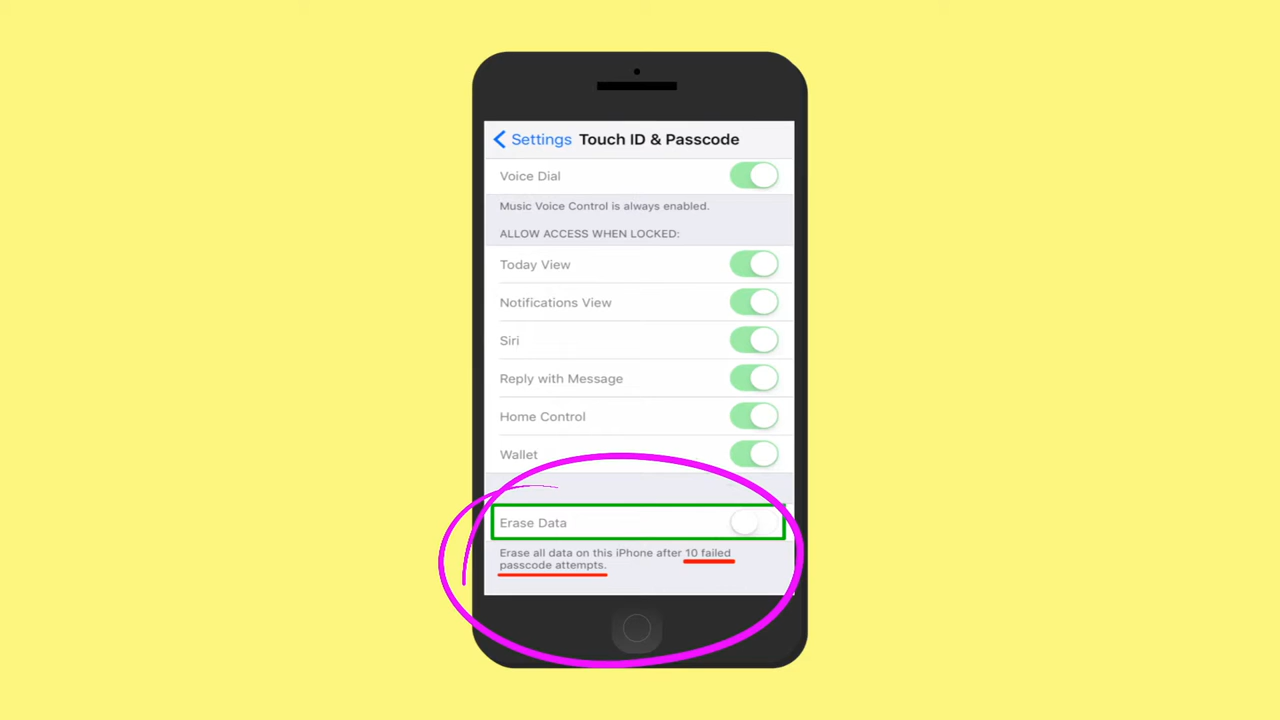 Settings Touch ID & Passcode
Voice Dial
Music Voice Control is always enabled.
ALLOW ACCESS WHEN LOCKED:
Today View
Notifications View
Siri
Reply with Message
Home Control
Wallet
Erase Data
Erase all data on this iPhone after 10 failed
passcode attempts.